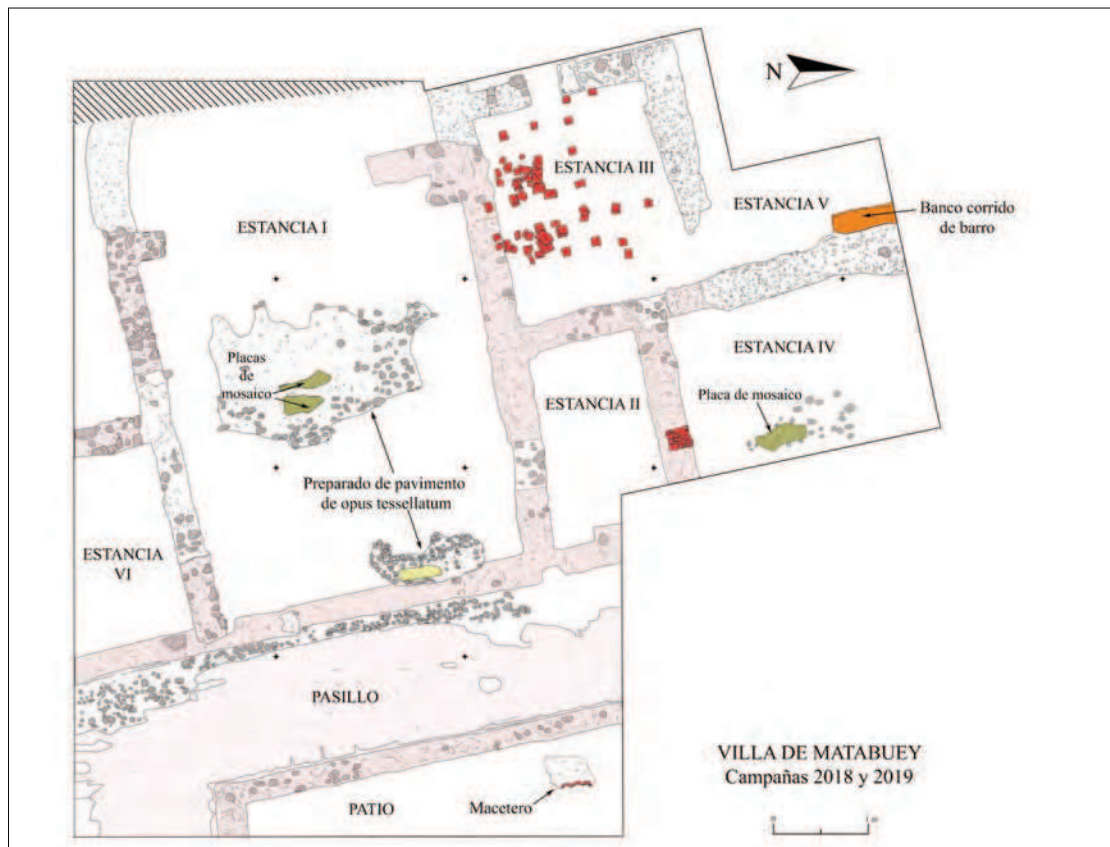 N
ESTANCIA III
ESTANCIA V
Banco corrido
de barro
ESTANCIA I
ESTANCIA IV
Placas
de
mosaico
ESTANCIA II
Placa de mosaico
Preparado de pavimento
de opus tessellatum
ESTANCIA
VI
PASILLO
VILLA DE MATABUEY
Campañas 2018 y 2019
Macetero
PATIO